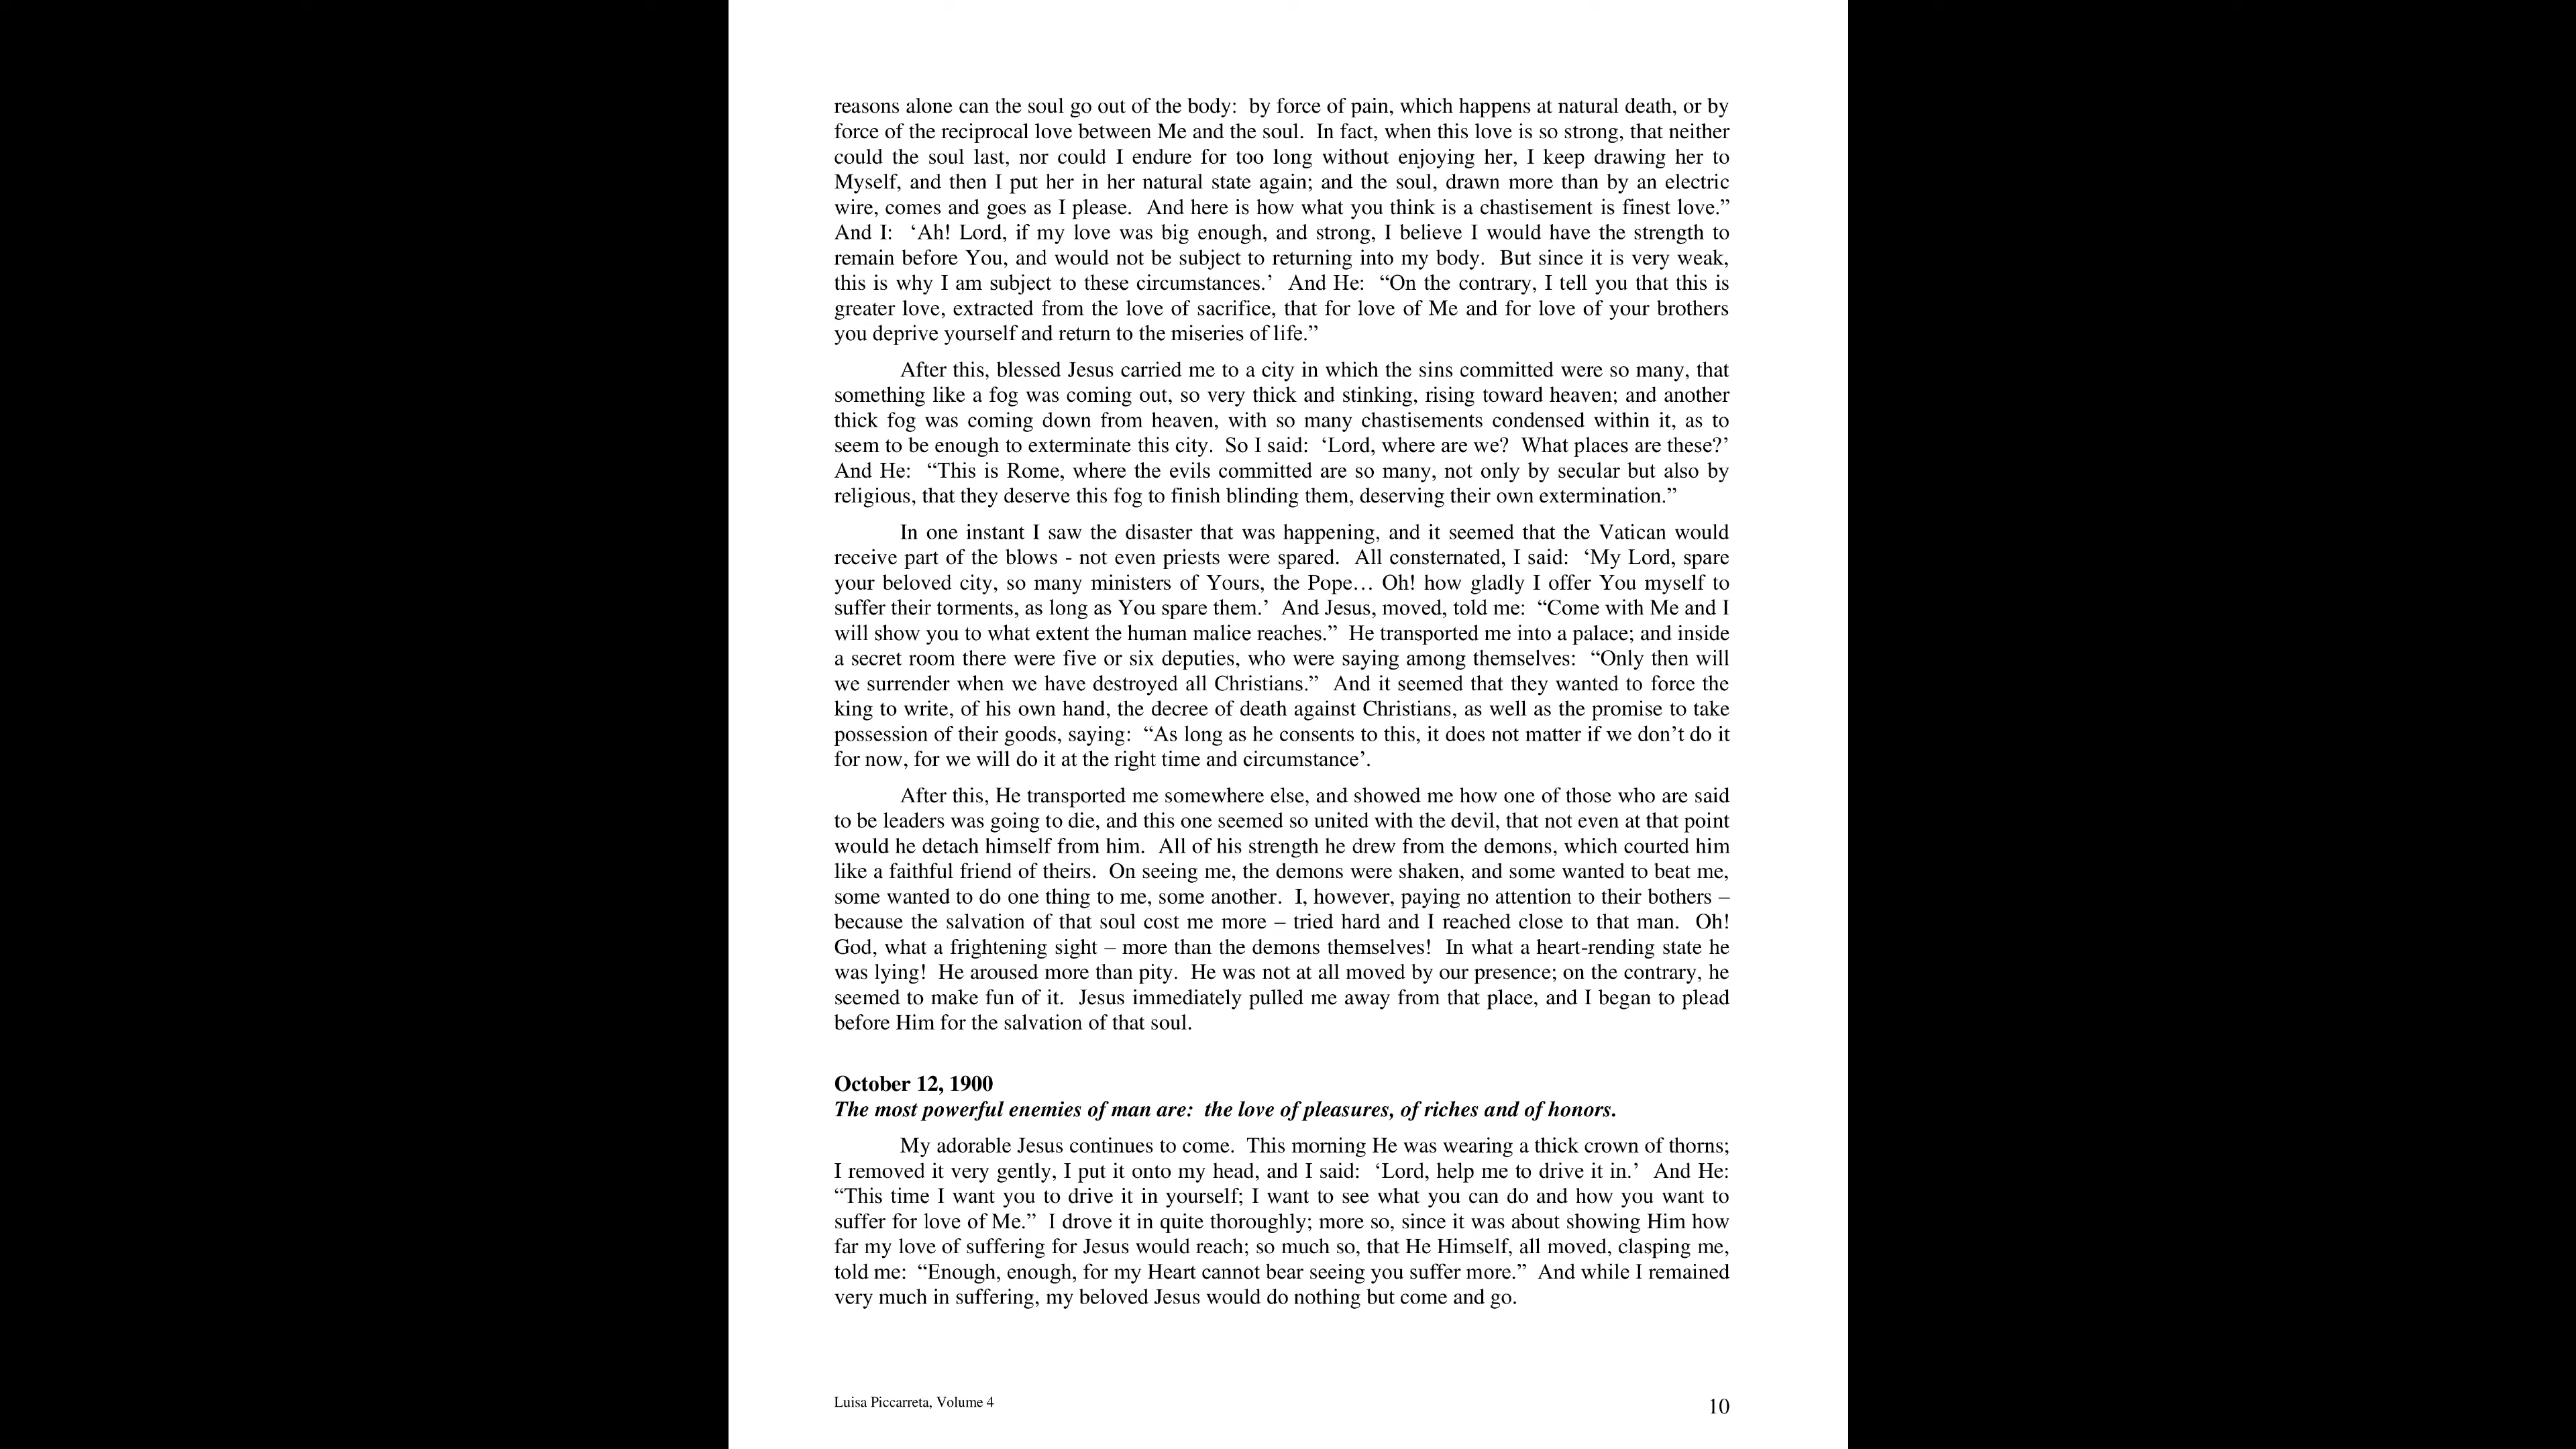 reasons alone can the soul go out of the body:  by force of pain, which happens at natural death, or by
force of the reciprocal love between Me and the soul.  In fact, when this love is so strong, that neither
could the soul last, nor could I endure for too long without enjoying her, I keep drawing her to
Myself, and then I put her in her natural state again; and the soul, drawn more than by an electric
wire, comes and goes as I please.  And here is how what you think is a chastisement is finest love.”
And I:  ‘Ah! Lord, if my love was big enough, and strong, I believe I would have the strength to
remain before You, and would not be subject to returning into my body.  But since it is very weak,
this is why I am subject to these circumstances.’  And He:  “On the contrary, I tell you that this is
greater love, extracted from the love of sacrifice, that for love of Me and for love of your brothers
you deprive yourself and return to the miseries of life.”
After this, blessed Jesus carried me to a city in which the sins committed were so many, that
something like a fog was coming out, so very thick and stinking, rising toward heaven; and another
thick fog was coming down from heaven, with so many chastisements condensed within it, as to
seem to be enough to exterminate this city.  So I said:  ‘Lord, where are we?  What places are these?’
And He:  “This is Rome, where the evils committed are so many, not only by secular but also by
religious, that they deserve this fog to finish blinding them, deserving their own extermination.”
In one instant I saw the disaster that was happening, and it seemed that the Vatican would
receive part of the blows - not even priests were spared.  All consternated, I said:  ‘My Lord, spare
your beloved city, so many ministers of Yours, the Pope… Oh! how gladly I offer You myself to
suffer their torments, as long as You spare them.’  And Jesus, moved, told me:  “Come with Me and I
will show you to what extent the human malice reaches.”  He transported me into a palace; and inside
a secret room there were five or six deputies, who were saying among themselves:  “Only then will
we surrender when we have destroyed all Christians.”  And it seemed that they wanted to force the
king to write, of his own hand, the decree of death against Christians, as well as the promise to take
possession of their goods, saying:  “As long as he consents to this, it does not matter if we don’t do it
for now, for we will do it at the right time and circumstance’.
After this, He transported me somewhere else, and showed me how one of those who are said
to be leaders was going to die, and this one seemed so united with the devil, that not even at that point
would he detach himself from him.  All of his strength he drew from the demons, which courted him
like a faithful friend of theirs.  On seeing me, the demons were shaken, and some wanted to beat me,
some wanted to do one thing to me, some another.  I, however, paying no attention to their bothers –
because the salvation of that soul cost me more – tried hard and I reached close to that man.  Oh!
God, what a frightening sight – more than the demons themselves!  In what a heart-rending state he
was lying!  He aroused more than pity.  He was not at all moved by our presence; on the contrary, he
seemed to make fun of it.  Jesus immediately pulled me away from that place, and I began to plead
before Him for the salvation of that soul.
October 12, 1900
The most powerful enemies of man are:  the love of pleasures, of riches and of honors.
My adorable Jesus continues to come.  This morning He was wearing a thick crown of thorns;
I removed it very gently, I put it onto my head, and I said:  ‘Lord, help me to drive it in.’  And He:
“This time I want you to drive it in yourself; I want to see what you can do and how you want to
suffer for love of Me.”  I drove it in quite thoroughly; more so, since it was about showing Him how
far my love of suffering for Jesus would reach; so much so, that He Himself, all moved, clasping me,
told me:  “Enough, enough, for my Heart cannot bear seeing you suffer more.”  And while I remained
very much in suffering, my beloved Jesus would do nothing but come and go.
Luisa Piccarreta, Volume 4
10